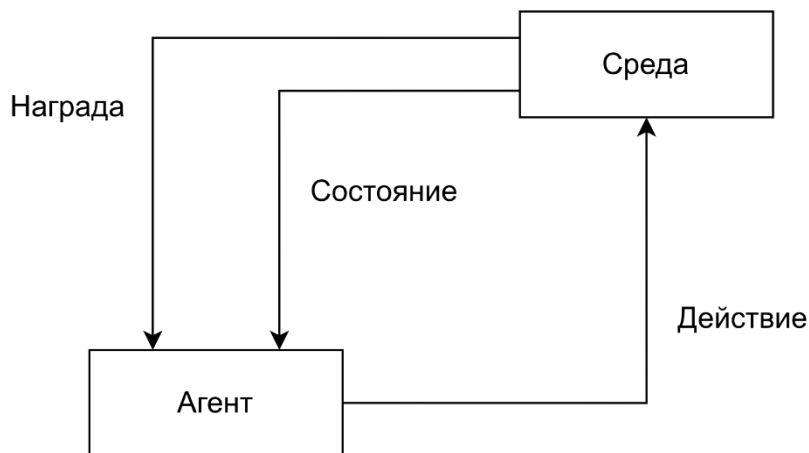 Среда
Награда
Состояние
Действие
Агент